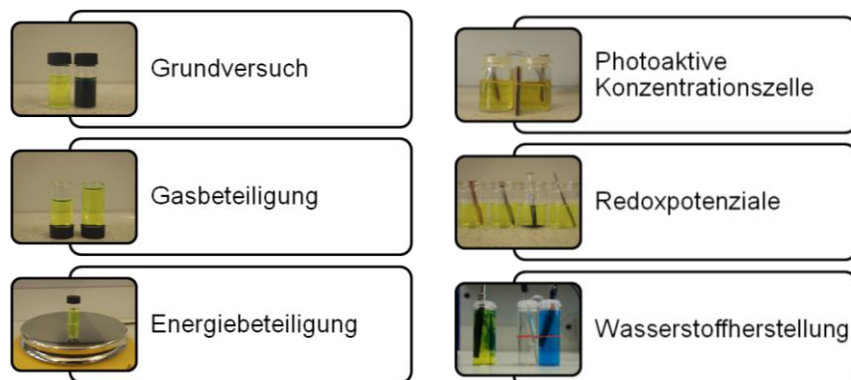 Grundversuch
Gasbeteiligung
Energiebeteiligung
Photoaktive
Konzentrationszelle
Redoxpotenziale
Wasserstoffherstellung